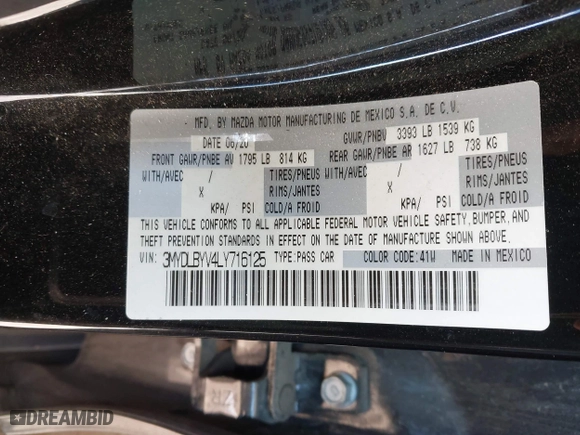 MFD. BY MAZDA MOTOR MANUFACTURING DE MEXICO S.A. DE C.V.
DATE 06/20 GVWR/PNBV 3393 LB 1539 KG
FRONT GAWR/PNBE AV 1795 LB 814 KG REAR GAWR/PNBE AR 1627 LB 738 KG
WITH/AVEC / TIRES/PNEUS WITH/AVEC / TIRES/PNEUS
X RIMS/JANTES X RIMS/JANTES
KPA/ PSI COLD/A FROID KPA/ PSI COLD/A FROID
THIS VEHICLE CONFORMS TO ALL APPLICABLE FEDERAL MOTOR VEHICLE SAFETY, BUMPER, AND
THEFT PREVENTION STANDARDS IN EFFECT ON THE DATE OF MANUFACTURE SHOWN ABOVE.
VIN: 3MYDLBYV4LY716125 TYPE:PASS CAR COLOR CODE:41W MADE IN MEXICO
DREAMBID